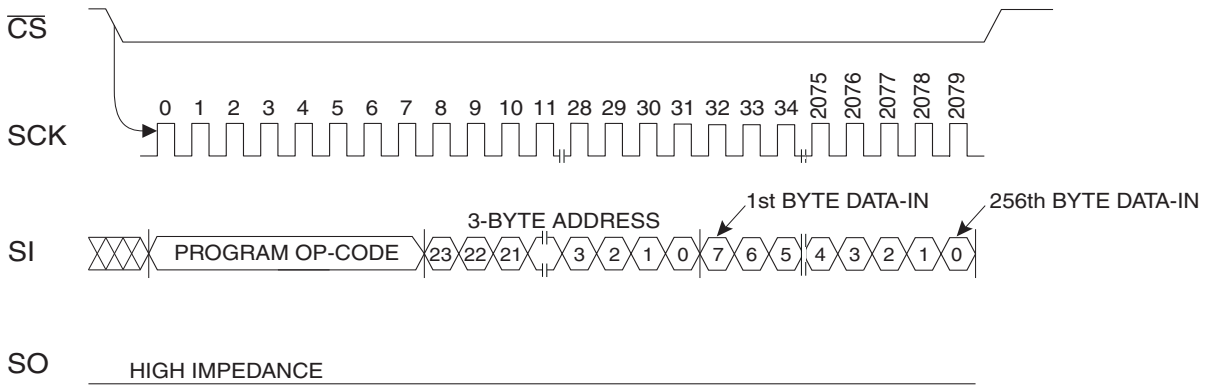 CS
SCK
0 1 2 3 4 5 6 7 8 9 10 11 28 29 30 31 32 33 34 2075 2076 2077 2078 2079
1st BYTE DATA-IN
256th BYTE DATA-IN
3-BYTE ADDRESS
SI
PROGRAM OP-CODE 23 22 21 3 2 1 0 7 6 5 4 3 2 1 0
SO
HIGH IMPEDANCE